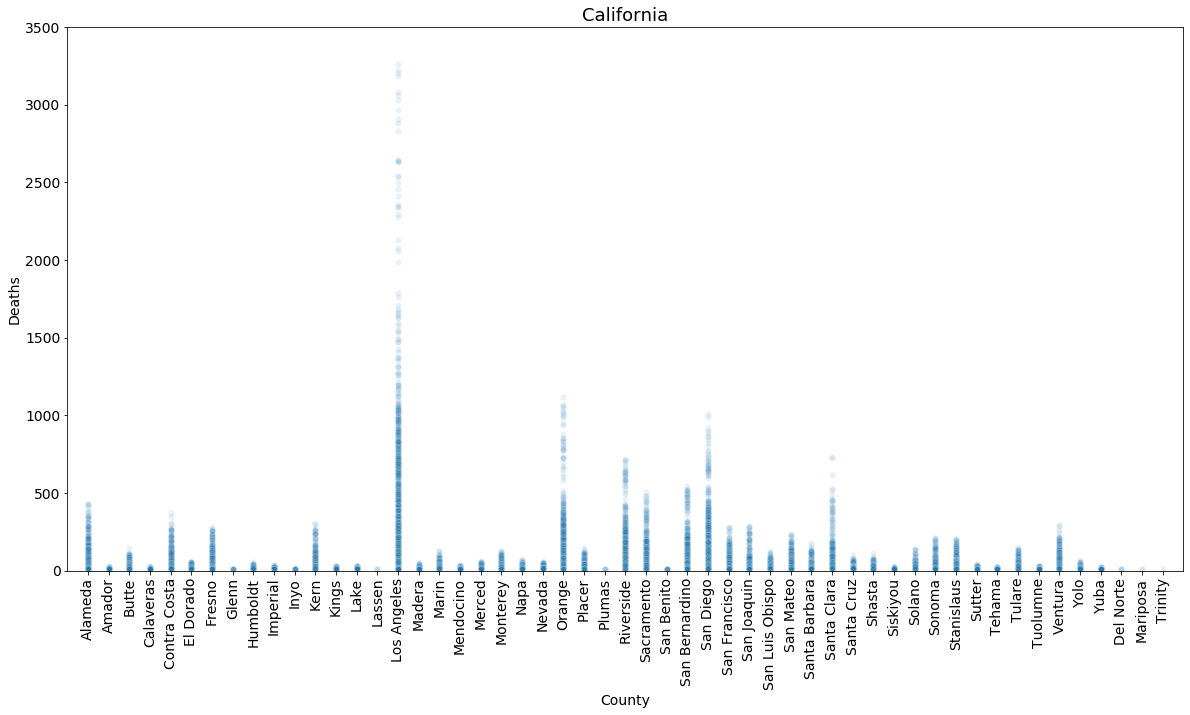 California
3500
3000
2500
2000
1500
1000
500
0
Deaths
Alameda
Amador
Butte
Calaveras
Contra Costa
El Dorado
Fresno
Glenn
Humboldt
Imperial
Inyo
Kern
Kings
Lake
Lassen
Los Angeles
Madera
Marin
Mendocino
Merced
Monterey
Napa
Nevada
Orange
Placer
Plumas
Riverside
Sacramento
San Benito
San Bernardino
San Diego
San Francisco
San Joaquin
San Luis Obispo
San Mateo
Santa Barbara
Santa Clara
Santa Cruz
Shasta
Siskiyou
Solano
Sonoma
Stanislaus
Sutter
Tehama
Tulare
Tuolumne
Ventura
Yolo
Yuba
Del Norte
Mariposa
Trinity
County